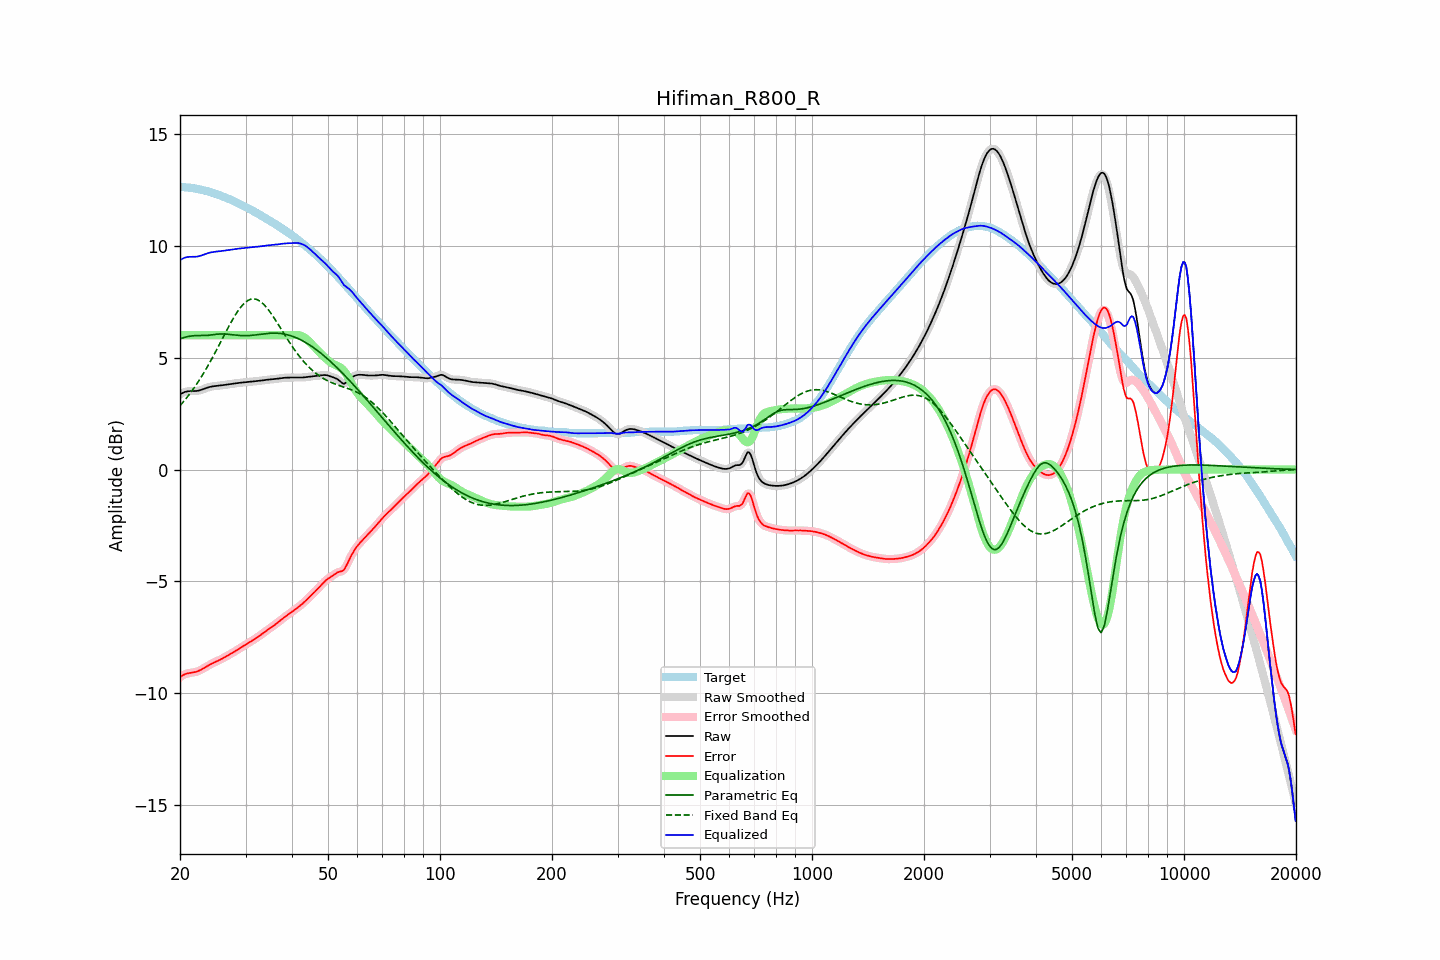 Hifiman_R800_R
Amplitude (dBr)
15
10
5
0
−5
−10
−15
Target
Raw Smoothed
Error Smoothed
Raw
Error
Equalization
Parametric Eq
Fixed Band Eq
Equalized
20
50
100
200
500
1000
2000
5000
10000
20000
Frequency (Hz)